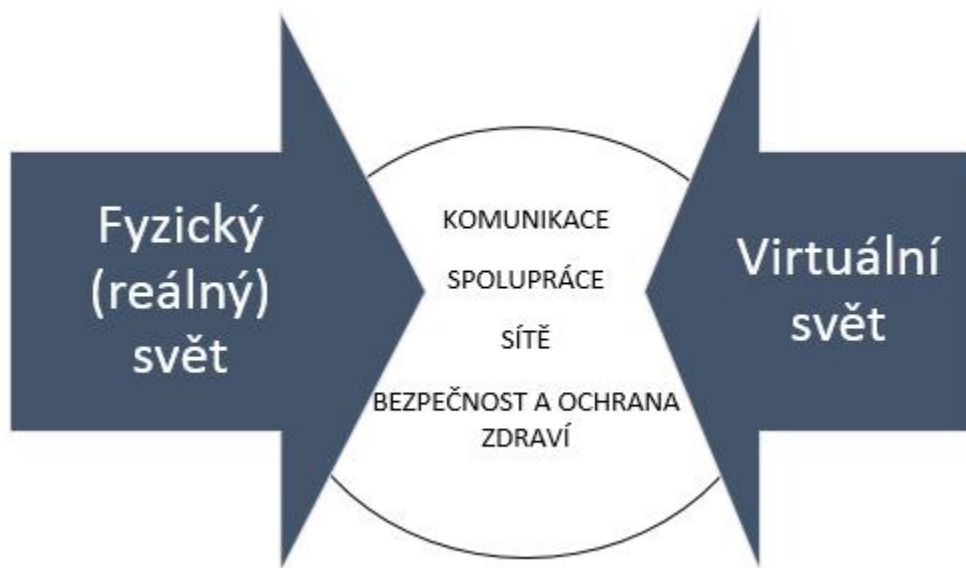 Fyzický
(reálný)
svět
KOMUNIKACE
SPOLUPRÁCE
SÍTĚ
BEZPEČNOST A OCHRANA
ZDRAVÍ
Virtuální
svět